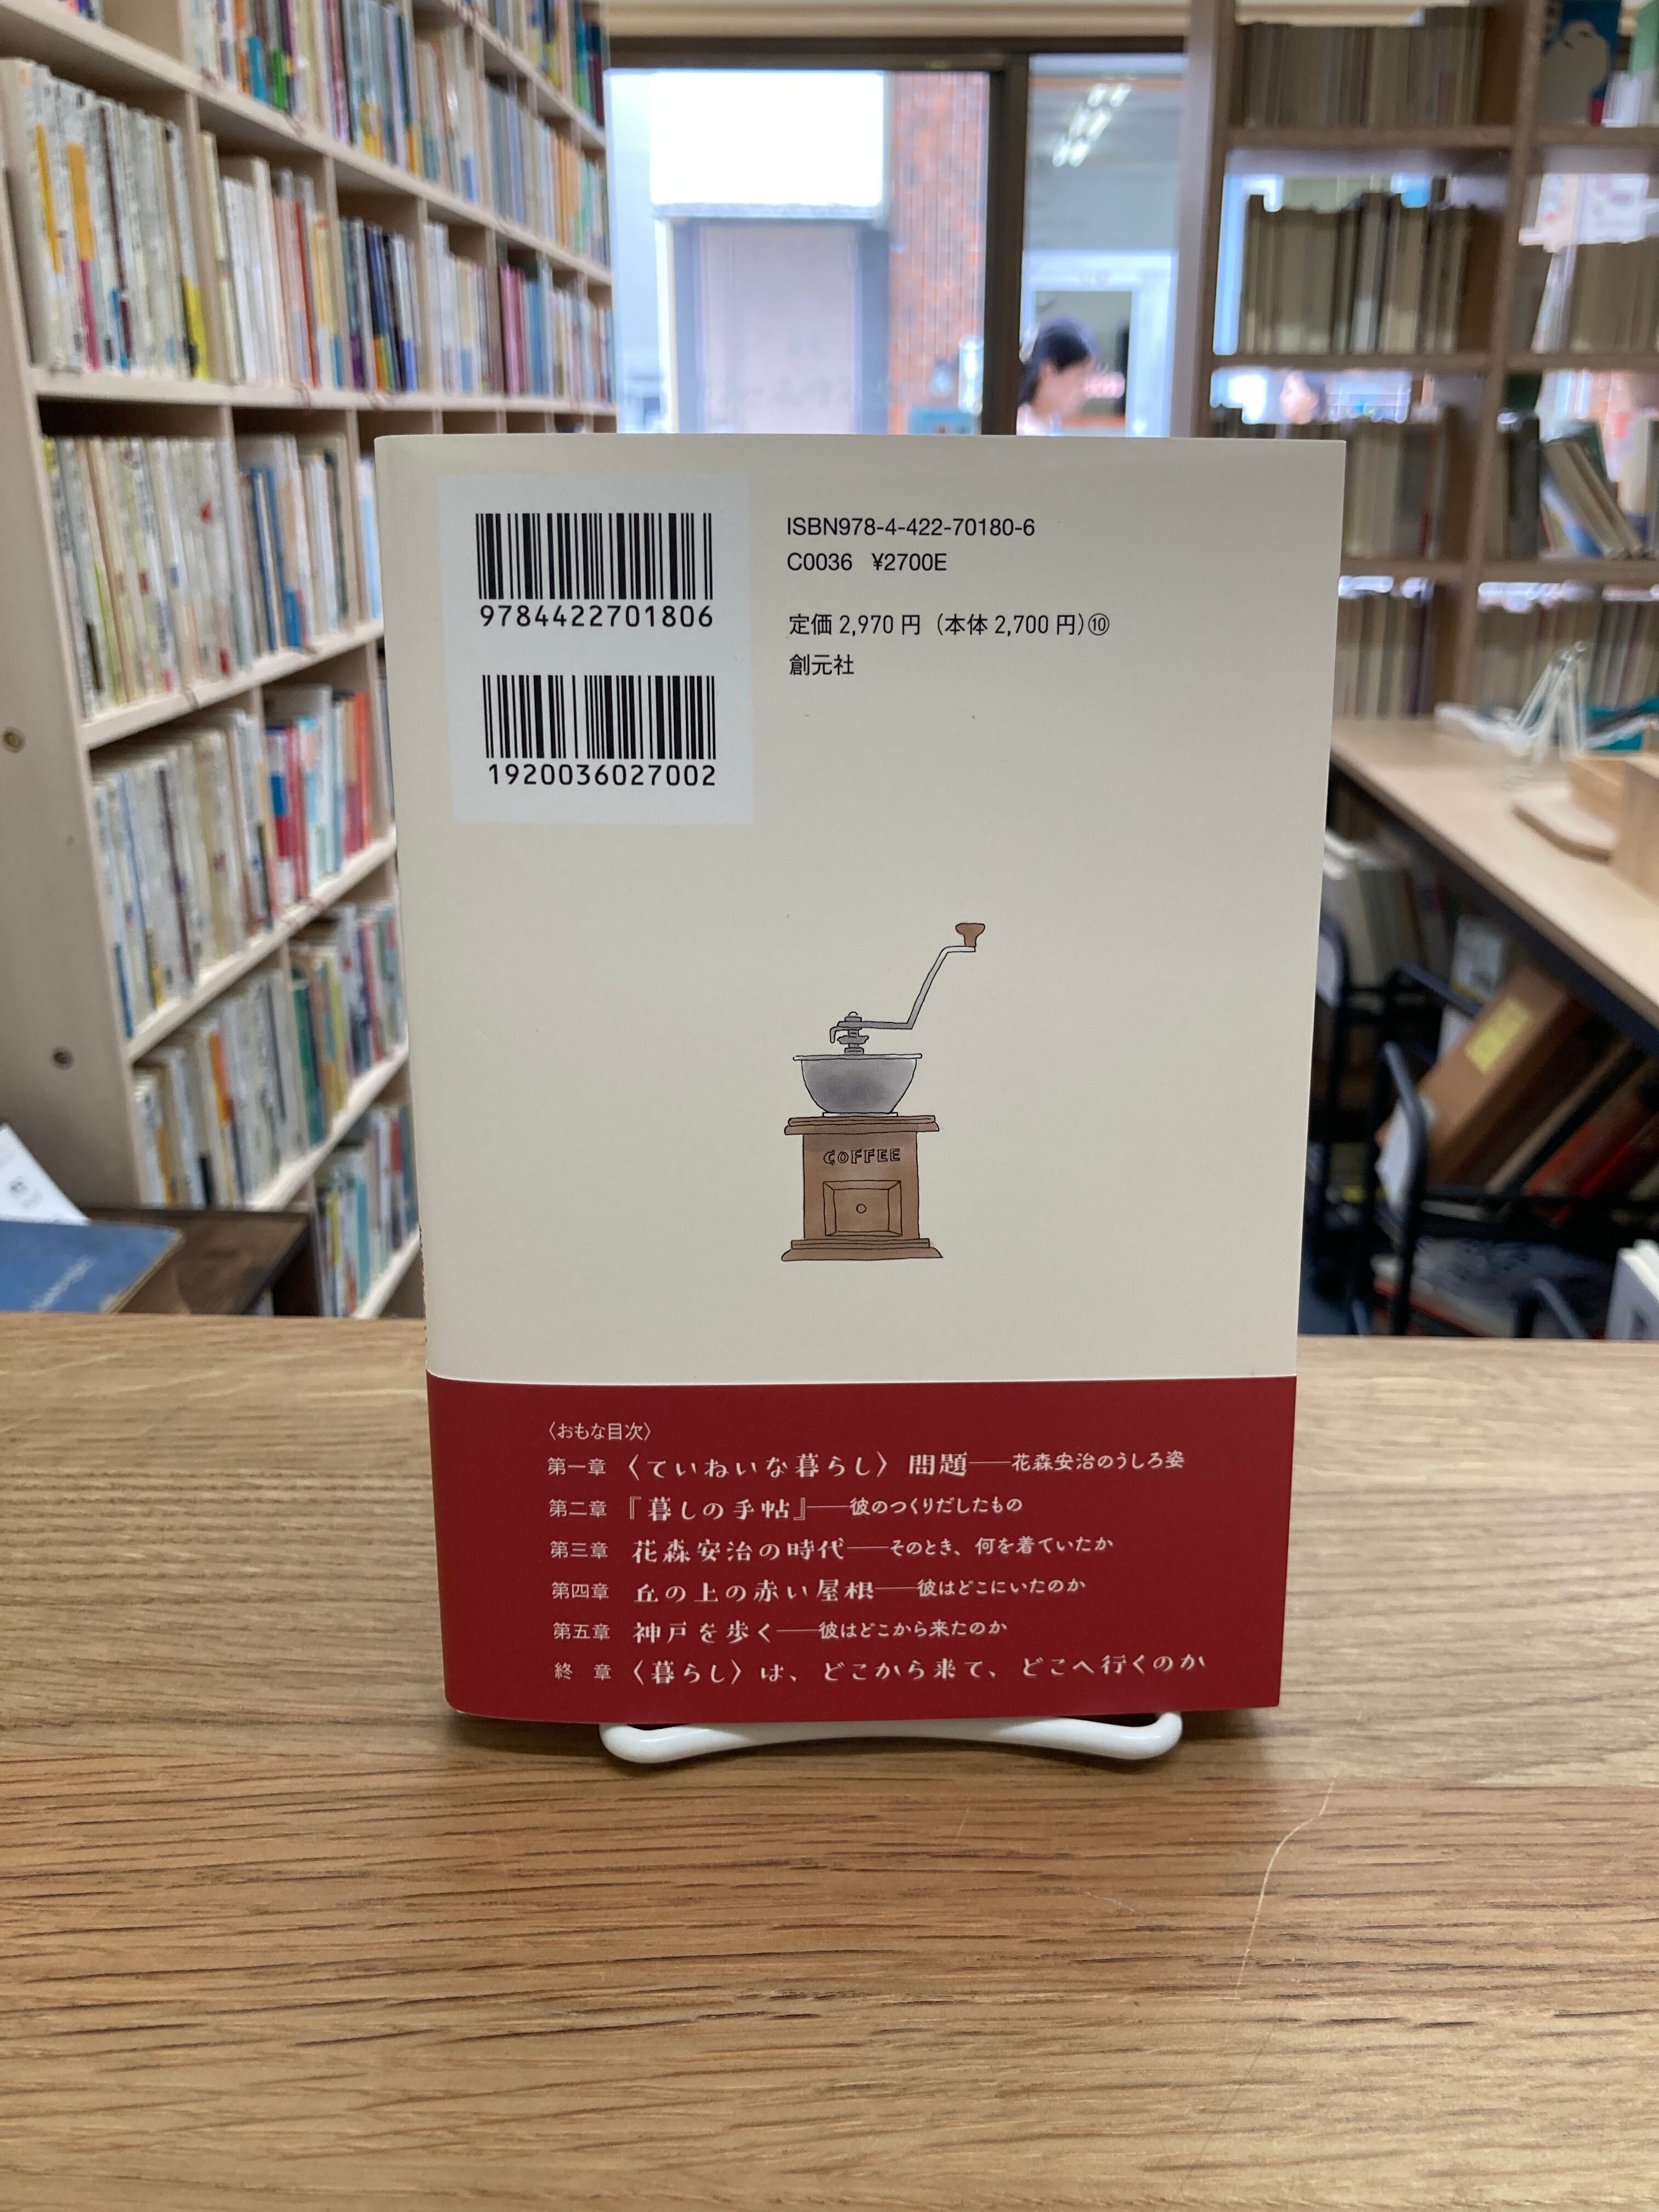 9784422701806
1920036027002
ISBN978-4-422-70180-6
C0036 ¥2700E
定価 2,970 円（本体 2,700 円）⑩
創元社
COFFEE
〈おもな目次〉
第一章 〈ていねいな暮らし〉問題──花森安治のうしろ姿
第二章 『暮しの手帖』──彼のつくりだしたもの
第三章 花森安治の時代──そのとき、何を着ていたか
第四章 丘の上の赤い屋根──彼はどこにいたのか
第五章 神戸を歩く──彼はどこから来たのか
終 章 〈暮らし〉は、どこから来て、どこへ行くのか